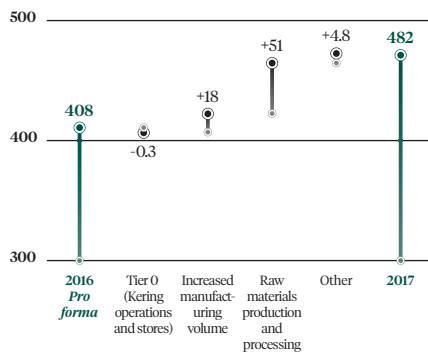 500
+4.8
482
+51
+18
408
400
-0.3
300
2016
Pro
forma
Tier 0
(Kering
operations
and stores)
Increased
manufact-
uring
volume
Raw
materials
production
and
processing
Other
2017